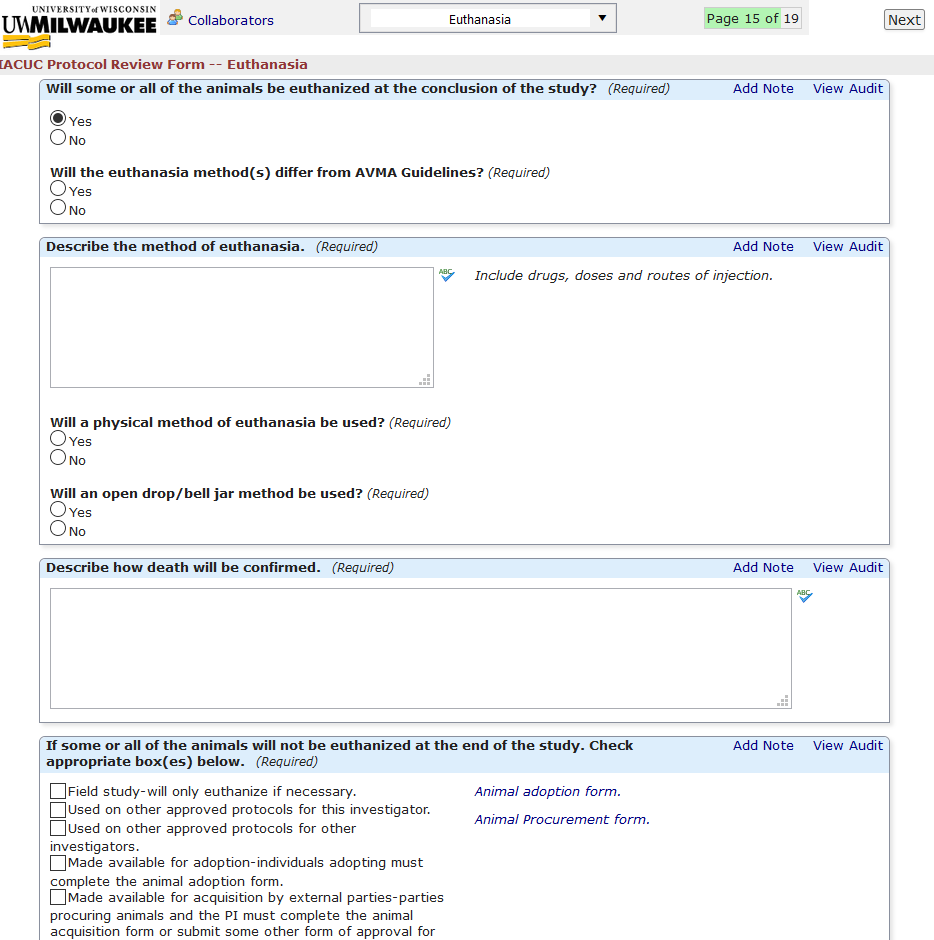 UNIVERSITY of WISCONSIN
UWMILWAUKEE
Collaborators
Euthanasia
Page 15 of 19
Next
IACUC Protocol Review Form -- Euthanasia
Will some or all of the animals be euthanized at the conclusion of the study? (Required) Add Note View Audit
Yes
No
Will the euthanasia method(s) differ from AVMA Guidelines? (Required)
Yes
No
Describe the method of euthanasia. (Required) Add Note View Audit
ABC
Include drugs, doses and routes of injection.
Will a physical method of euthanasia be used? (Required)
Yes
No
Will an open drop/bell jar method be used? (Required)
Yes
No
Describe how death will be confirmed. (Required) Add Note View Audit
ABC
If some or all of the animals will not be euthanized at the end of the study. Check Add Note View Audit
appropriate box(es) below. (Required)
Field study-will only euthanize if necessary. Animal adoption form.
Used on other approved protocols for this investigator.
Animal Procurement form.
Used on other approved protocols for other
investigators.
Made available for adoption-individuals adopting must
complete the animal adoption form.
Made available for acquisition by external parties-parties
procuring animals and the PI must complete the animal
acquisition form or submit some other form of approval for